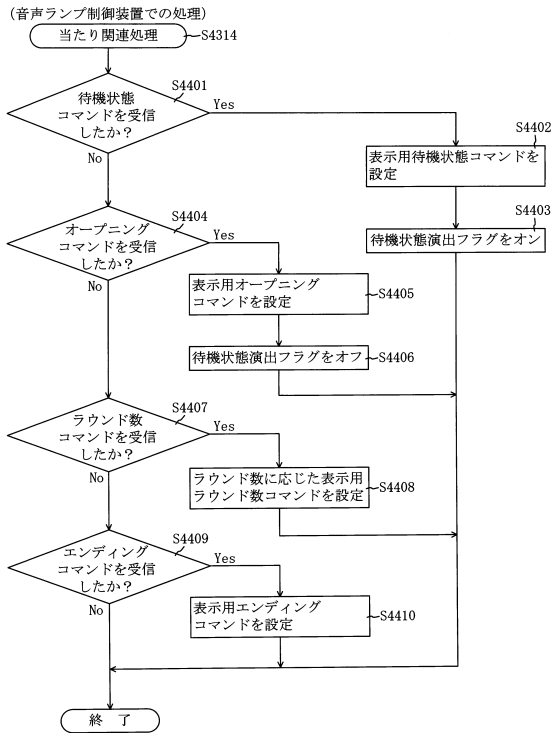 (音声ランプ制御装置での処理)
当たり関連処理
S4314
S4401
待機状態
コマンドを受信
したか？
Yes
No
S4402
表示用待機状態コマンドを
設定
S4403
待機状態演出フラグをオン
S4404
オープニング
コマンドを受信
したか？
Yes
No
表示用オープニング
コマンドを設定
S4405
待機状態演出フラグをオフ
S4406
S4407
ラウンド数
コマンドを受信
したか？
Yes
No
ラウンド数に応じた表示用
ラウンド数コマンドを設定
S4408
S4409
エンディング
コマンドを受信
したか？
Yes
No
表示用エンディング
コマンドを設定
S4410
終 了